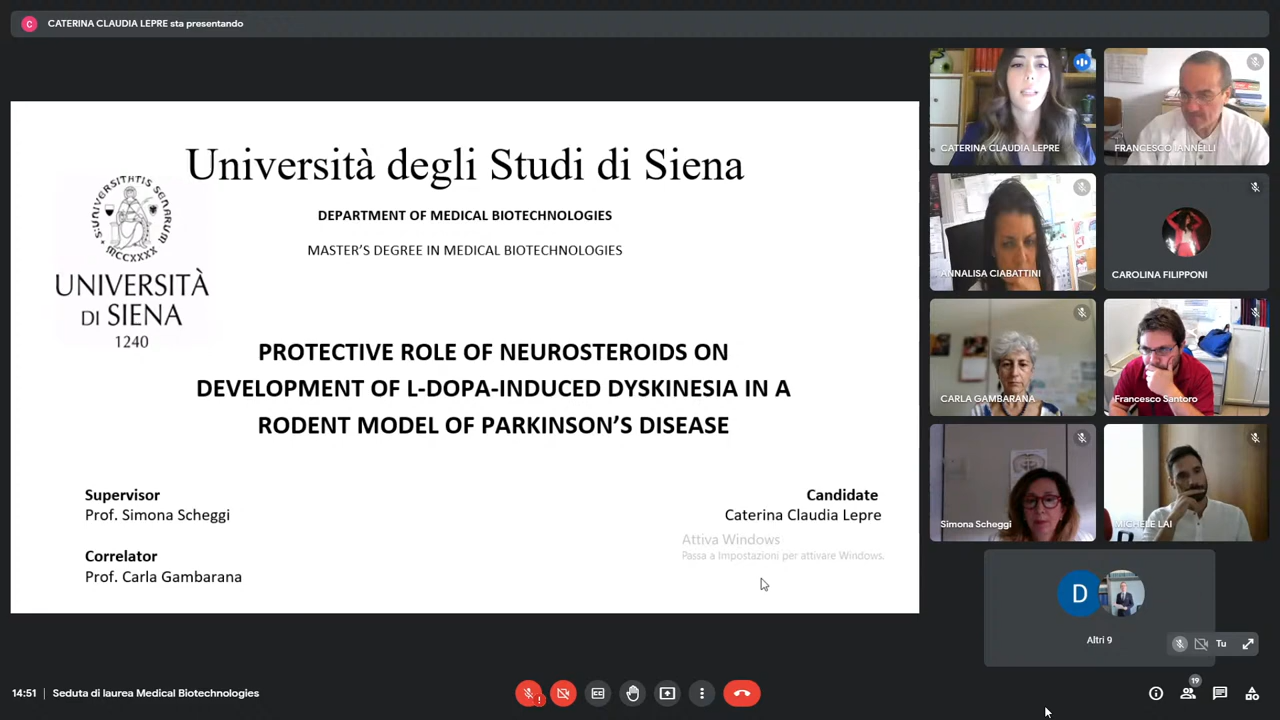 C CATERINA CLAUDIA LEPRE sta presentando
Università degli Studi di Siena
DEPARTMENT OF MEDICAL BIOTECHNOLOGIES
MASTER'S DEGREE IN MEDICAL BIOTECHNOLOGIES
UNIVERSITÀ
DI SIENA
1240
PROTECTIVE ROLE OF NEUROSTEROIDS ON
DEVELOPMENT OF L-DOPA-INDUCED DYSKINESIA IN A
RODENT MODEL OF PARKINSON'S DISEASE
Supervisor
Prof. Simona Scheggi
Correlator
Prof. Carla Gambarana
Candidate
Caterina Claudia Lepre
Attiva Windows
Passa a Impostazioni per attivare Windows.
CATERINA CLAUDIA LEPRE
FRANCESCO IANNELLI
ANNALISA CIABATTINI
CAROLINA FILIPPONI
CARLA GAMBARANA
Francesco Santoro
Simona Scheggi
MICHELE LAI
D
Altri 9
Tu
14:51 | Seduta di laurea Medical Biotechnologies
19